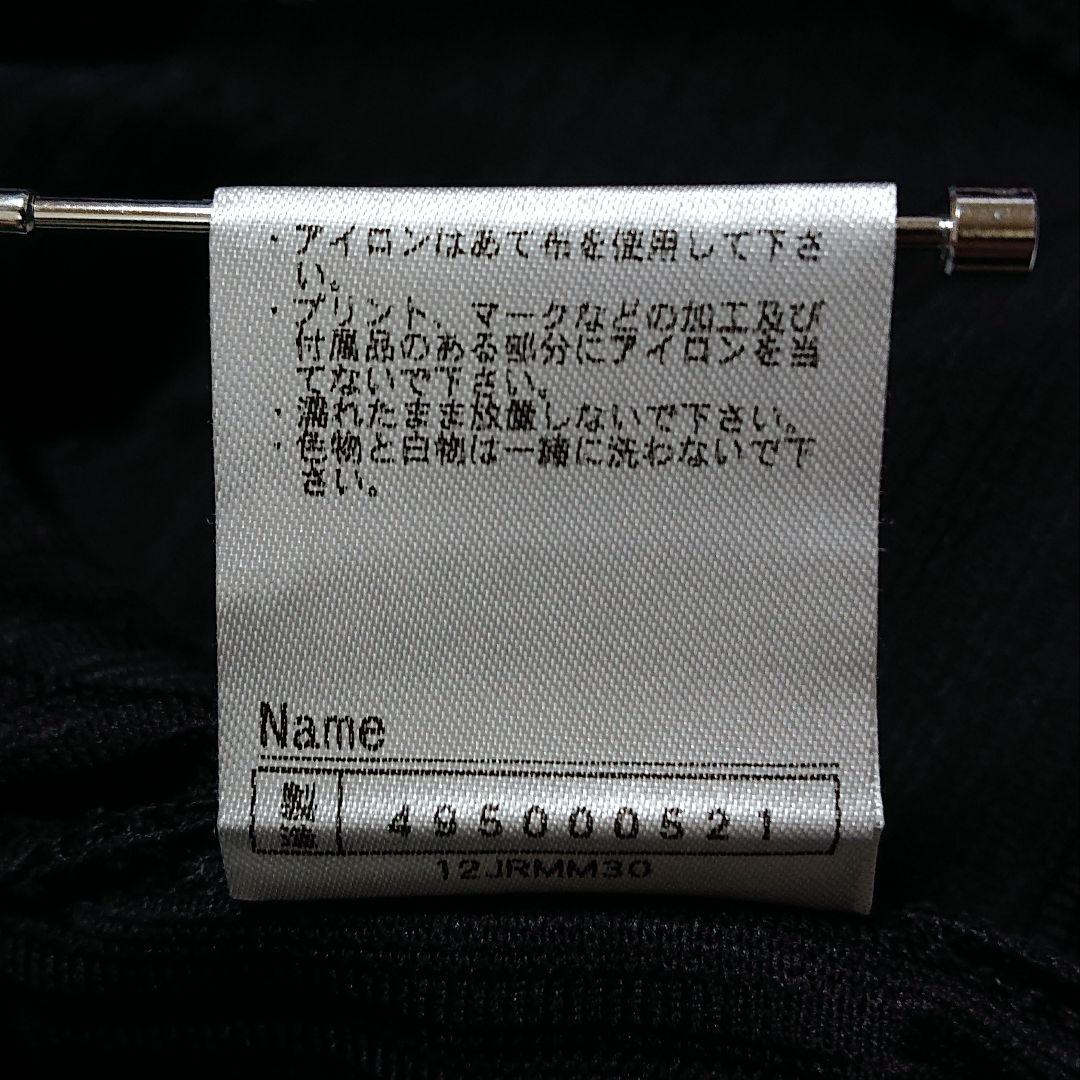 ・アイロンはあて布を使用して下さ
い。
・プリント、マークなどの加工及び
付属品のある部分にアイロンを当
てないで下さい。
・濡れたまま放置しないで下さい。
・色物と白物は一緒に洗わないで下
さい。
Name
製造 495000521
12JRMM30